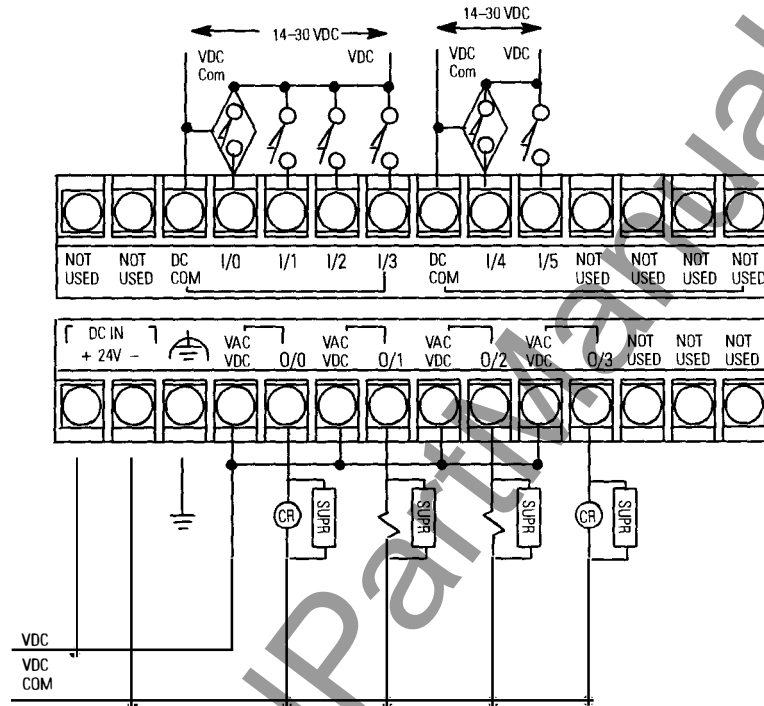 14-30 VDC
14-30 VDC
VDC
Com
VDC
VDC
Com
VDC
NOT USED
NOT USED
DC COM
I/0
I/1
I/2
I/3
DC COM
I/4
I/5
NOT USED
NOT USED
NOT USED
NOT USED
DC IN
+ 24V -
VAC VDC
O/0
VAC VDC
O/1
VAC VDC
O/2
VAC VDC
O/3
NOT USED
NOT USED
NOT USED
CR
SUPR
SUPR
SUPR
CR
SUPR
VDC
VDC
COM
lPartManual